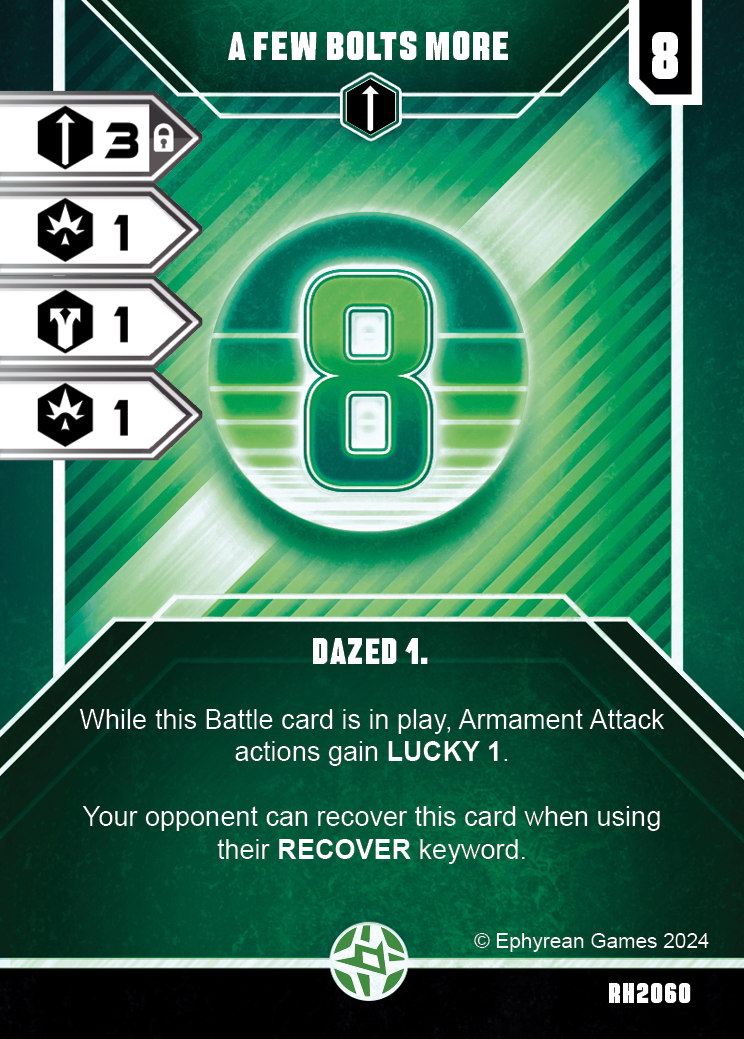 A FEW BOLTS MORE
8
3
1
1
1
8
DAZED 1.
While this Battle card is in play, Armament Attack
actions gain LUCKY 1.
Your opponent can recover this card when using
their RECOVER keyword.
© Ephyrean Games 2024
RH2060